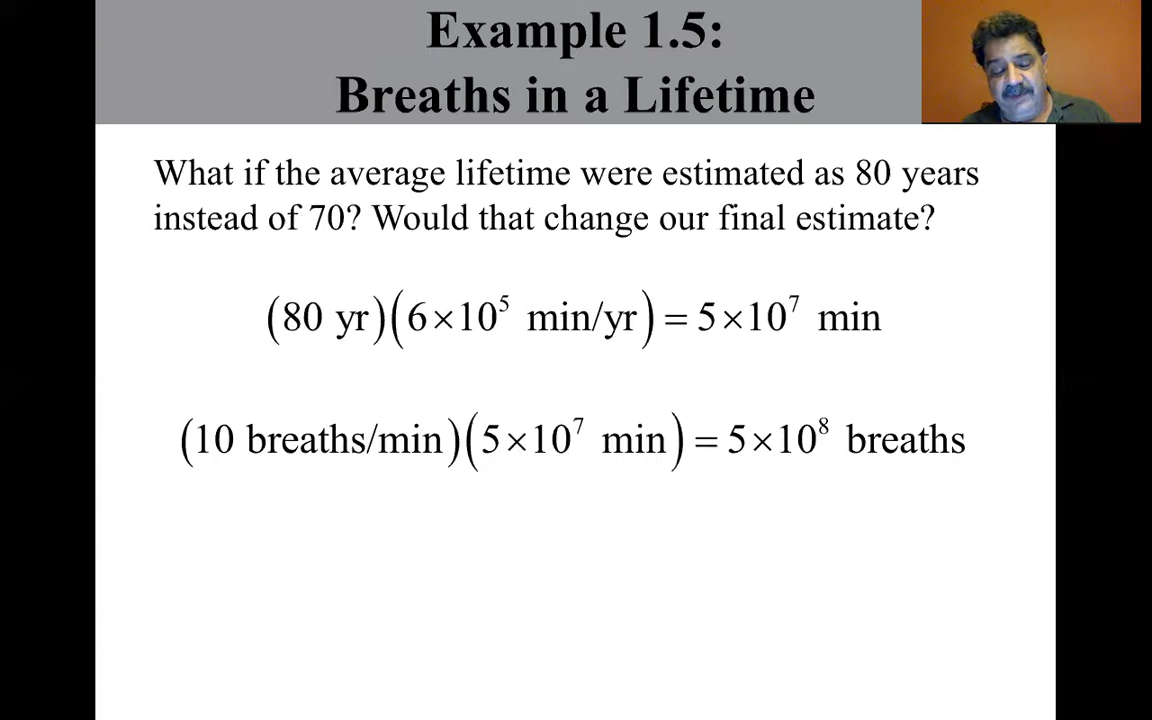 Example 1.5:
Breaths in a Lifetime
What if the average lifetime were estimated as 80 years
instead of 70? Would that change our final estimate?
(80 yr)(6×10⁵ min/yr) = 5×10⁷ min
(10 breaths/min)(5×10⁷ min) = 5×10⁸ breaths